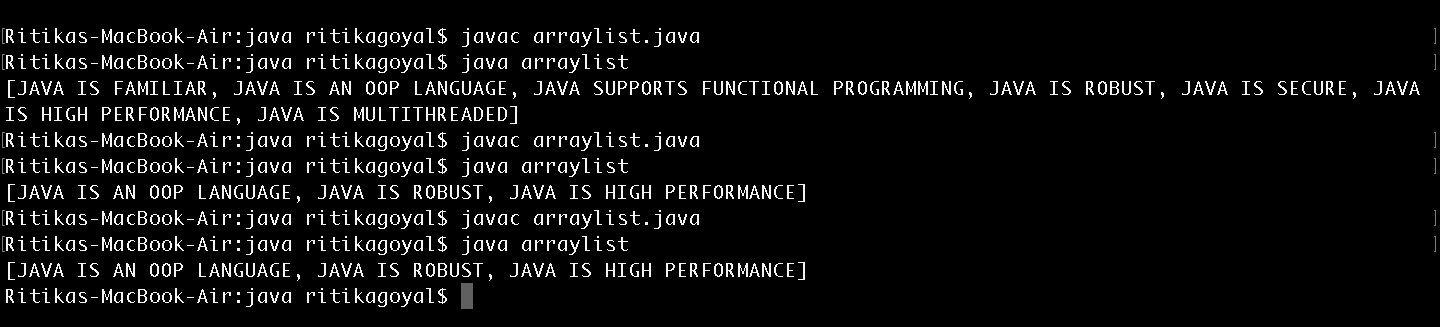 Ritikas-MacBook-Air:java ritikagoyal$ javac arraylist.java
Ritikas-MacBook-Air:java ritikagoyal$ java arraylist
[JAVA IS FAMILIAR, JAVA IS AN OOP LANGUAGE, JAVA SUPPORTS FUNCTIONAL PROGRAMMING, JAVA IS ROBUST, JAVA IS SECURE, JAVA
IS HIGH PERFORMANCE, JAVA IS MULTITHREADED]
Ritikas-MacBook-Air:java ritikagoyal$ javac arraylist.java
Ritikas-MacBook-Air:java ritikagoyal$ java arraylist
[JAVA IS AN OOP LANGUAGE, JAVA IS ROBUST, JAVA IS HIGH PERFORMANCE]
Ritikas-MacBook-Air:java ritikagoyal$ javac arraylist.java
Ritikas-MacBook-Air:java ritikagoyal$ java arraylist
[JAVA IS AN OOP LANGUAGE, JAVA IS ROBUST, JAVA IS HIGH PERFORMANCE]
Ritikas-MacBook-Air:java ritikagoyal$